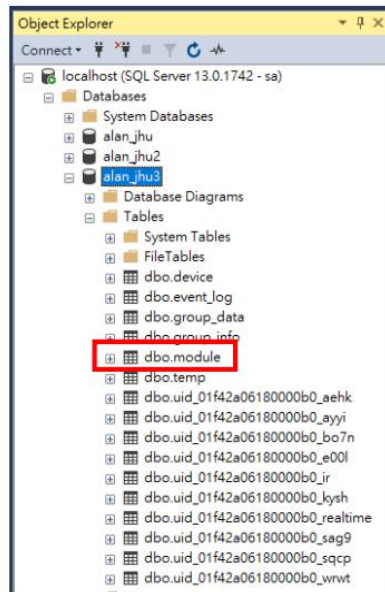 Object Explorer
Connect
localhost (SQL Server 13.0.1742 - sa)
Databases
System Databases
alan_jhu
alan_jhu2
alan_jhu3
Database Diagrams
Tables
System Tables
FileTables
dbo.device
dbo.event_log
dbo.group_data
dbo.group_info
dbo.module
dbo.temp
dbo.uid_01f42a06180000b0_aehk
dbo.uid_01f42a06180000b0_ayyi
dbo.uid_01f42a06180000b0_bo7n
dbo.uid_01f42a06180000b0_e00l
dbo.uid_01f42a06180000b0_ir
dbo.uid_01f42a06180000b0_kysh
dbo.uid_01f42a06180000b0_realtime
dbo.uid_01f42a06180000b0_sag9
dbo.uid_01f42a06180000b0_sqcp
dbo.uid_01f42a06180000b0_wrwt